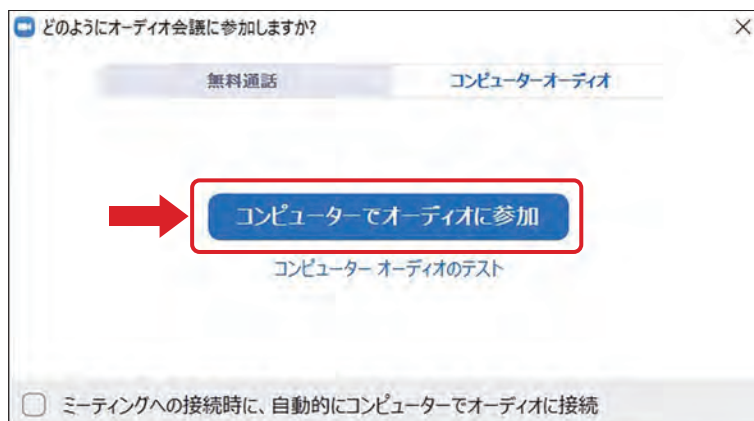 どのようにオーディオ会議に参加しますか?
無料通話
コンピューターオーディオ
コンピューターでオーディオに参加
コンピューター オーディオのテスト
ミーティングへの接続時に、自動的にコンピューターでオーディオに接続